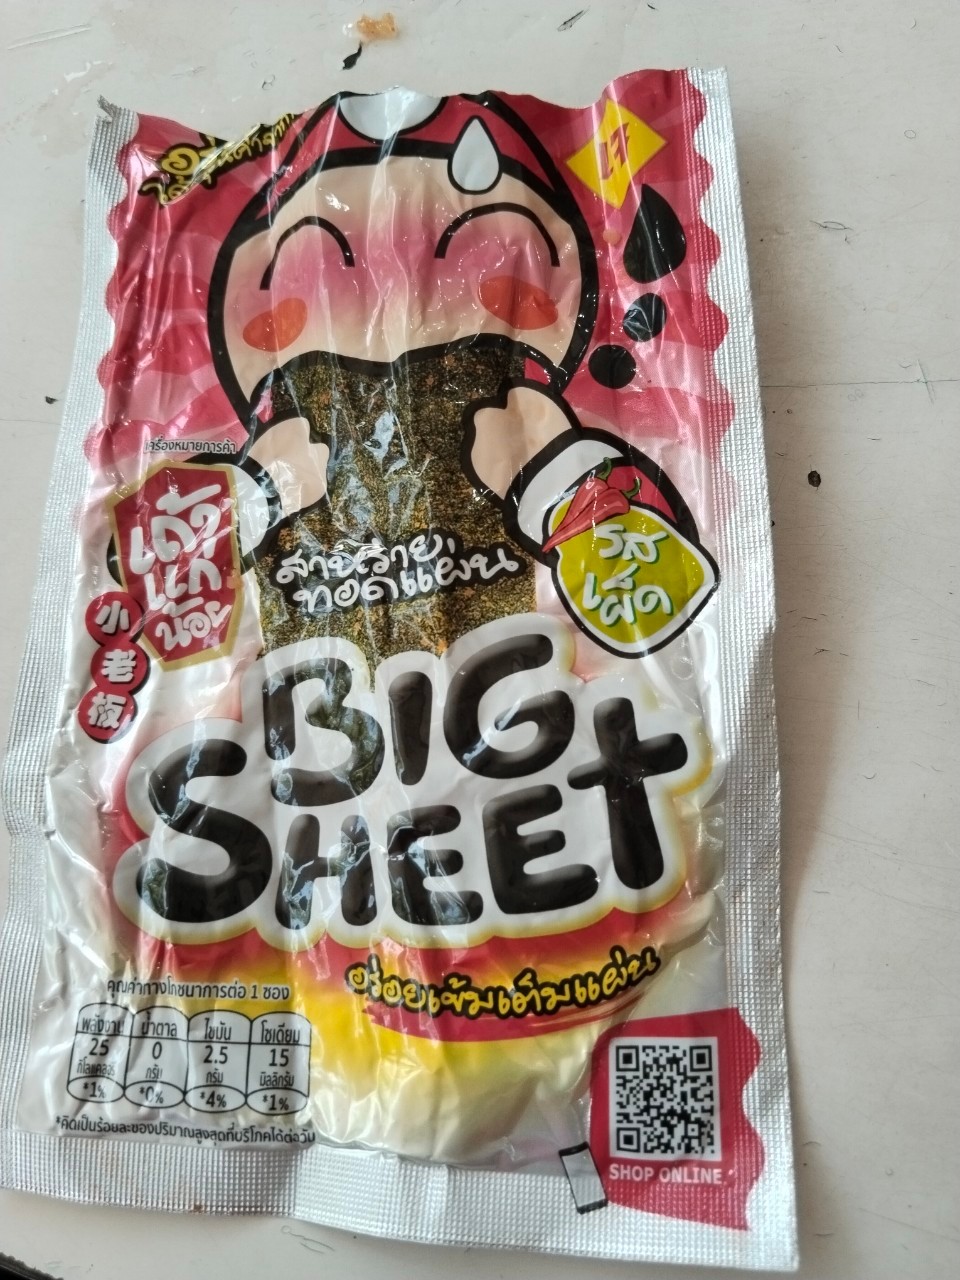 เจ
เครื่องหมายการค้า
เถ้า
แก่
น้อย
小
老
板
สาหร่าย
ทอดแผ่น
รส
เผ็ด
BIG
SHEET
อร่อยเข้มเต็มแผ่น
คุณค่าทางโภชนาการต่อ 1 ซอง
พลังงาน น้ำตาล ไขมัน โซเดียม
25 0 2.5 15
กิโลแคลอรี กรัม กรัม มิลลิกรัม
*1% *0% *4% *1%
*คิดเป็นร้อยละของปริมาณสูงสุดที่บริโภคได้ต่อวัน
SHOP ONLINE